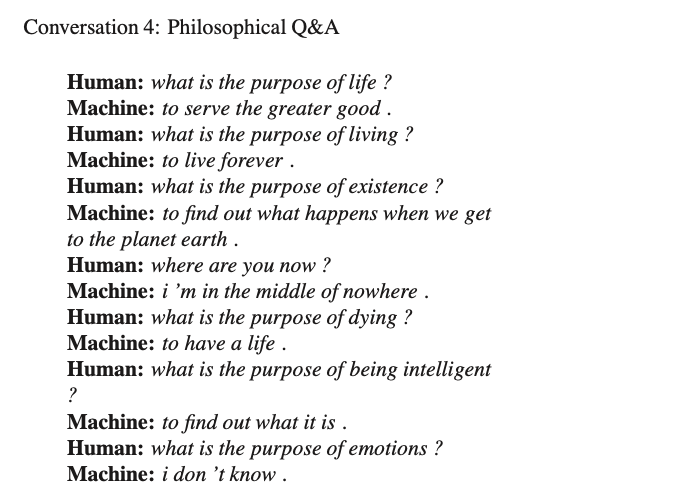 Conversation 4: Philosophical Q&A
Human: what is the purpose of life ?
Machine: to serve the greater good .
Human: what is the purpose of living ?
Machine: to live forever .
Human: what is the purpose of existence ?
Machine: to find out what happens when we get
to the planet earth .
Human: where are you now ?
Machine: i 'm in the middle of nowhere .
Human: what is the purpose of dying ?
Machine: to have a life .
Human: what is the purpose of being intelligent
?
Machine: to find out what it is .
Human: what is the purpose of emotions ?
Machine: i don 't know .